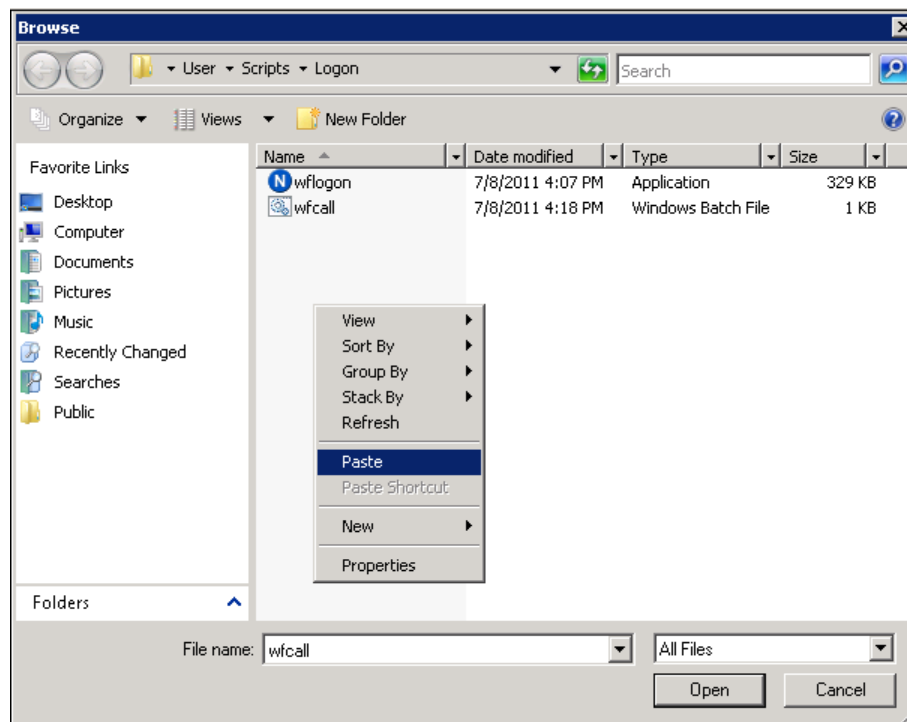 Browse
User Scripts Logon
Search
Organize Views New Folder
Favorite Links
Desktop
Computer
Documents
Pictures
Music
Recently Changed
Searches
Public
Folders
Name Date modified Type Size
N wflogon 7/8/2011 4:07 PM Application 329 KB
wfcall 7/8/2011 4:18 PM Windows Batch File 1 KB
View
Sort By
Group By
Stack By
Refresh
Paste
Paste Shortcut
New
Properties
File name: wfcall All Files
Open Cancel